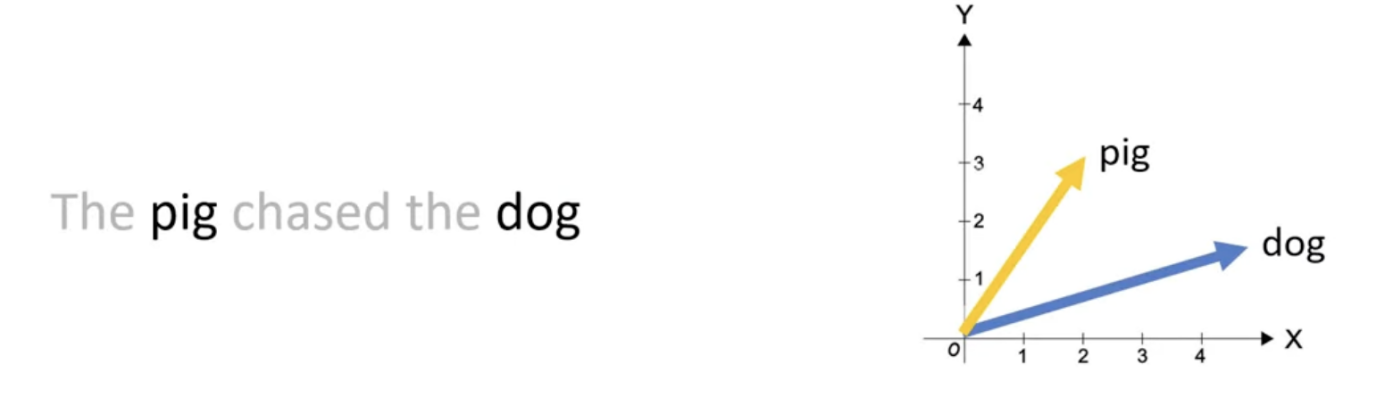 The pig chased the dog
Y
4
3
2
1
pig
dog
O
1 2 3 4
X